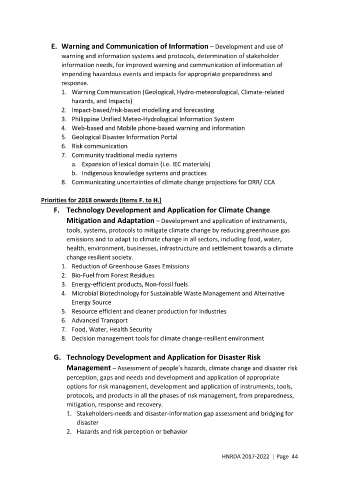 E. Warning and Communication of Information – Development and use of
warning and information systems and protocols, determination of stakeholder
information needs, for improved warning and communication of information of
impending hazardous events and impacts for appropriate preparedness and
response.
1. Warning Communication (Geological, Hydro-meteorological, Climate-related
hazards, and Impacts)
2. Impact-based/risk-based modelling and forecasting
3. Philippine Unified Meteo-Hydrological Information System
4. Web-based and Mobile phone-based warning and information
5. Geological Disaster Information Portal
6. Risk communication
7. Community traditional media systems
a. Expansion of lexical domain (i.e. IEC materials)
b. Indigenous knowledge systems and practices
8. Communicating uncertainties of climate change projections for DRR/ CCA
Priorities for 2018 onwards (Items F. to H.)
F. Technology Development and Application for Climate Change
Mitigation and Adaptation – Development and application of instruments,
tools, systems, protocols to mitigate climate change by reducing greenhouse gas
emissions and to adapt to climate change in all sectors, including food, water,
health, environment, businesses, infrastructure and settlement towards a climate
change resilient society.
1. Reduction of Greenhouse Gases Emissions
2. Bio-Fuel from Forest Residues
3. Energy-efficient products, Non-fossil fuels
4. Microbial Biotechnology for Sustainable Waste Management and Alternative
Energy Source
5. Resource efficient and cleaner production for industries
6. Advanced Transport
7. Food, Water, Health Security
8. Decision management tools for climate change-resilient environment
G. Technology Development and Application for Disaster Risk
Management – Assessment of people's hazards, climate change and disaster risk
perception, gaps and needs and development and application of appropriate
options for risk management, development and application of instruments, tools,
protocols, and products in all the phases of risk management, from preparedness,
mitigation, response and recovery.
1. Stakeholders-needs and disaster-information gap assessment and bridging for
disaster
2. Hazards and risk perception or behavior
HNRDA 2017-2022 | Page 44